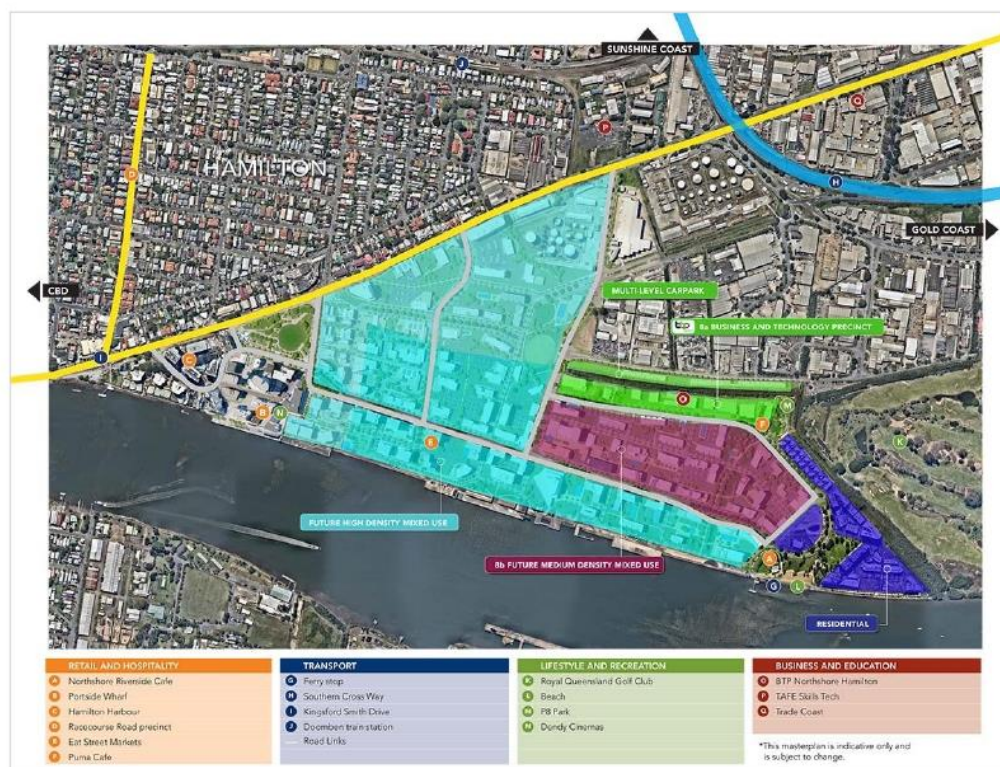 SUNSHINE COAST
J
Q
P
HAMILTON
D
H
GOLD COAST
CBD
MULTI-LEVEL CARPARK
btp 8a BUSINESS AND TECHNOLOGY PRECINCT
I
C
O
M
B
N
F
E
K
FUTURE HIGH DENSITY MIXED USE
8b FUTURE MEDIUM DENSITY MIXED USE
A
G
L
RESIDENTIAL
RETAIL AND HOSPITALITY
A Northshore Riverside Cafe
B Portside Wharf
C Hamilton Harbour
D Racecourse Road precinct
E Eat Street Markets
F Puma Cafe
TRANSPORT
G Ferry stop
H Southern Cross Way
I Kingsford Smith Drive
J Doomben train station
Road Links
LIFESTYLE AND RECREATION
K Royal Queensland Golf Club
L Beach
M P8 Park
N Dendy Cinemas
BUSINESS AND EDUCATION
O BTP Northshore Hamilton
P TAFE Skills Tech
Q Trade Coast
*This masterplan is indicative only and
is subject to change.